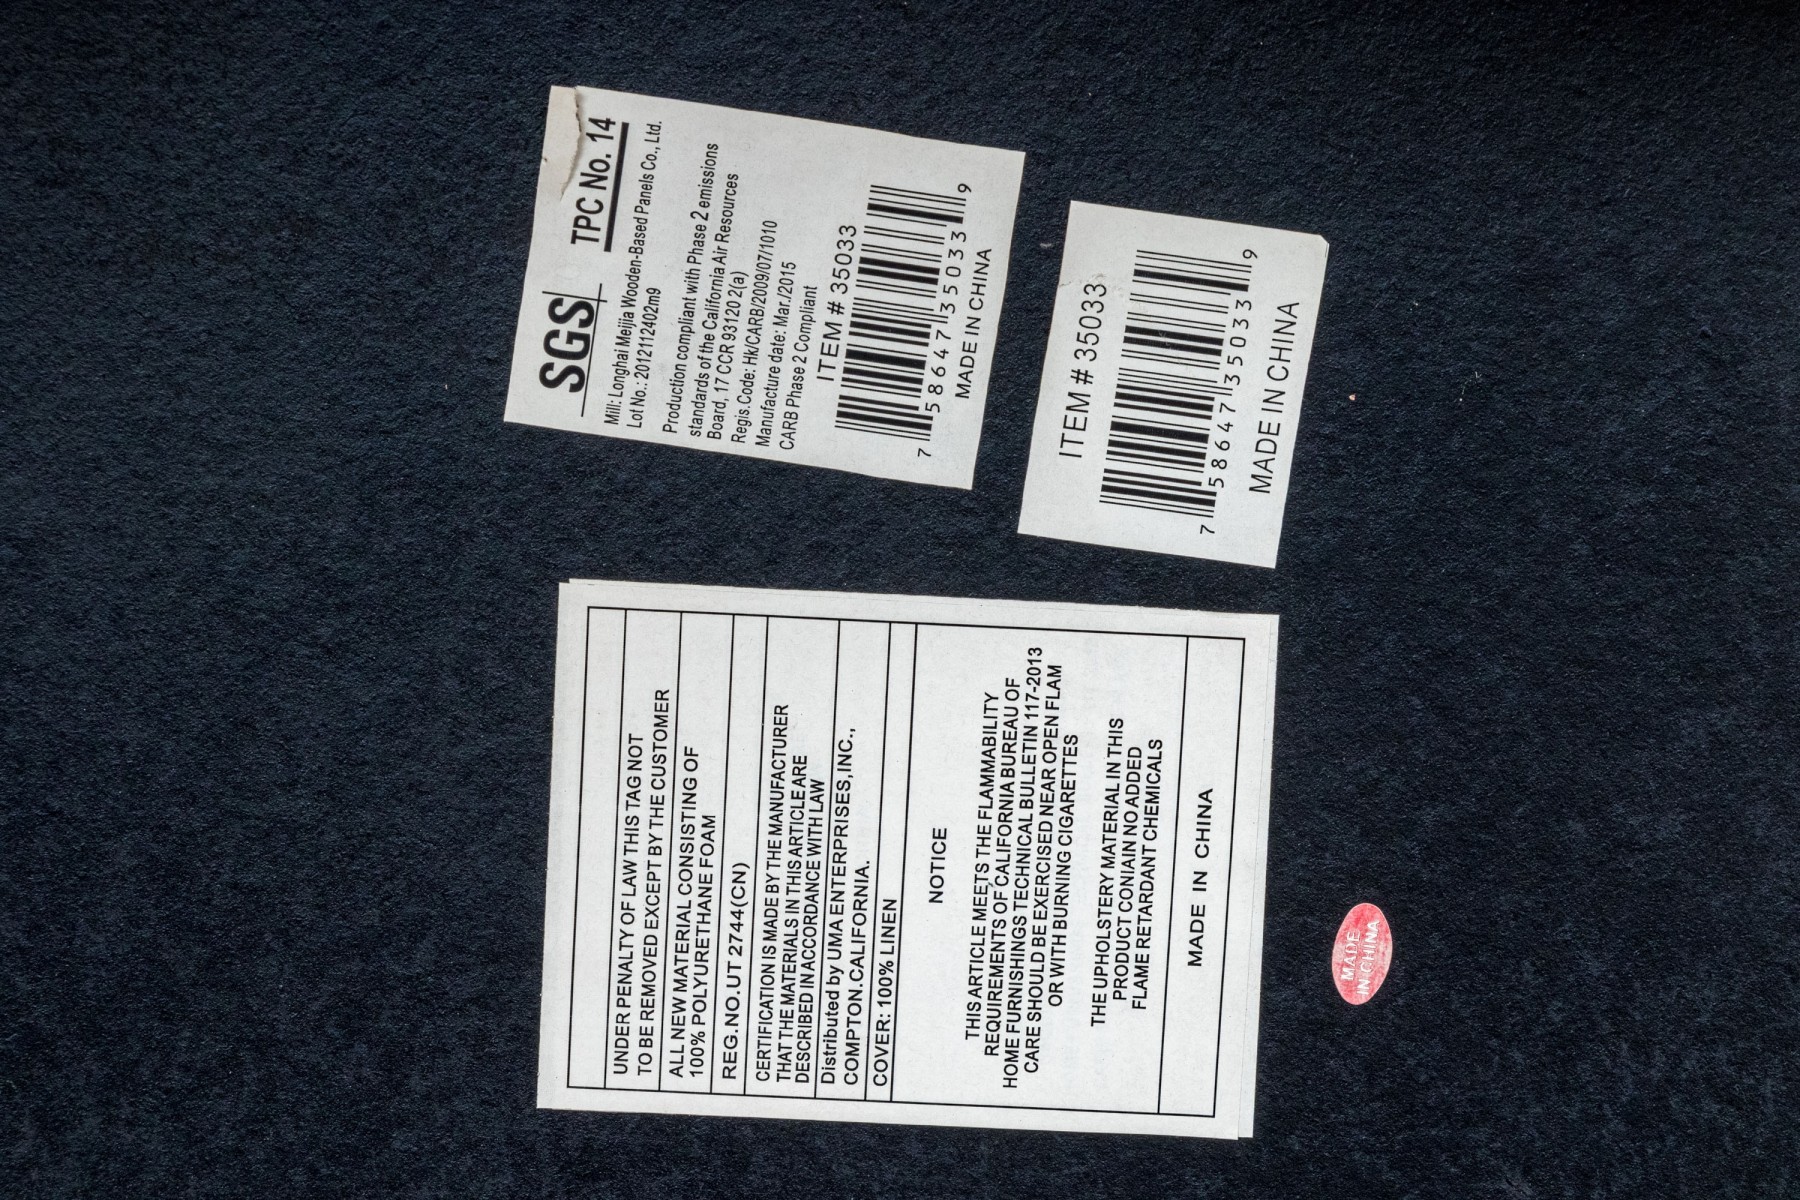 SGS TPC No. 14
Mill: Longhai Meijia Wooden-Based Panels Co., Ltd.
Lot No.: 2012112402m9
Production compliant with Phase 2 emissions
standards of the California Air Resources
Board, 17 CCR 93120 2(a)
Regis.Code: HK/CARB/2009/07/1010
Manufacture date: Mar./2015
CARB Phase 2 Compliant
ITEM # 35033
7 58647 35033 9
MADE IN CHINA
ITEM # 35033
7 58647 35033 9
MADE IN CHINA
UNDER PENALTY OF LAW THIS TAG NOT
TO BE REMOVED EXCEPT BY THE CUSTOMER
ALL NEW MATERIAL CONSISTING OF
100% POLYURETHANE FOAM
REG.NO.UT 2744(CN)
CERTIFICATION IS MADE BY THE MANUFACTURER
THAT THE MATERIALS IN THIS ARTICLE ARE
DESCRIBED IN ACCORDANCE WITH LAW
Distributed by UMA ENTERPRISES,INC.,
COMPTON.CALIFORNIA.
COVER: 100% LINEN
NOTICE
THIS ARTICLE MEETS THE FLAMMABILITY
REQUIREMENTS OF CALIFORNIA BUREAU OF
HOME FURNISHINGS TECHNICAL BULLETIN 117-2013
CARE SHOULD BE EXERCISED NEAR OPEN FLAM
OR WITH BURNING CIGARETTES
THE UPHOLSTERY MATERIAL IN THIS
PRODUCT CONIAIN NO ADDED
FLAME RETARDANT CHEMICALS
MADE IN CHINA
MADE
IN CHINA